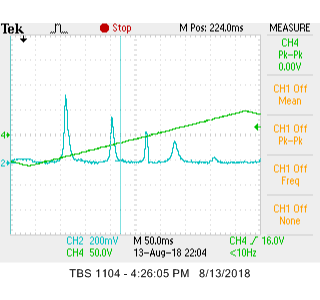 Tek Stop M Pos: 224.0ms MEASURE
CH4
Pk-Pk
0.00V
CH1 Off
Mean
CH1 Off
Pk-Pk
CH1 Off
Freq
CH1 Off
None
4
2
CH2 200mV M 50.0ms CH4 / 16.0V
CH4 50.0V 13-Aug-18 22:04 <10Hz
TBS 1104 - 4:26:05 PM 8/13/2018